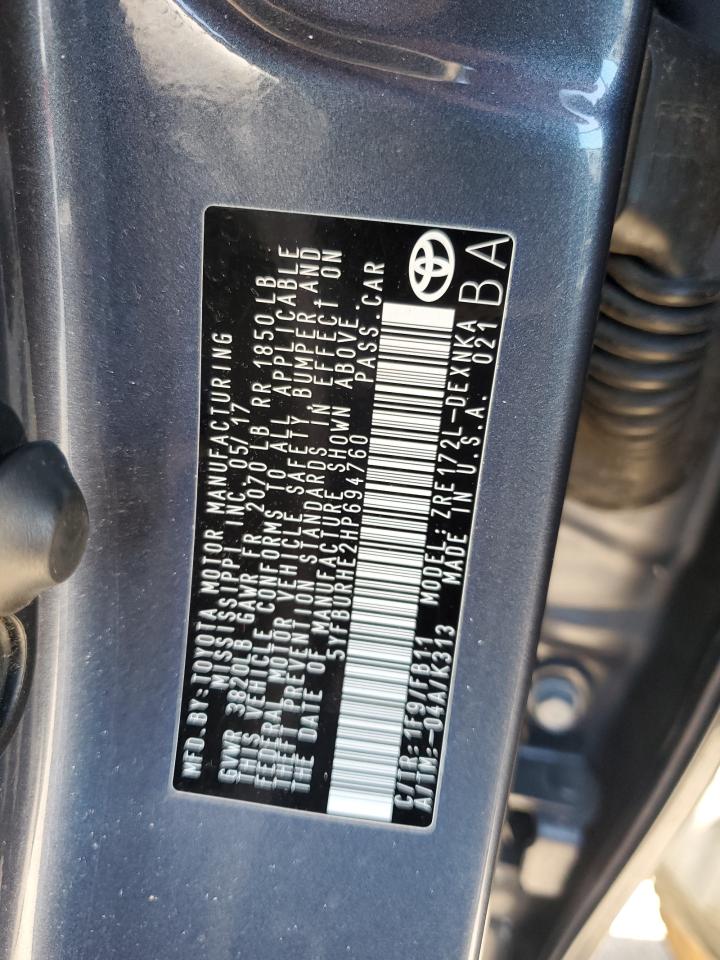 MFD.BY:TOYOTA MOTOR MANUFACTURING
MISSISSIPPI INC.05/17
GVWR 3820LB GAWR FR 2070 LB RR 1850LB
THIS VEHICLE CONFORMS TO ALL APPLICABLE
FEDERAL MOTOR VEHICLE SAFETY, BUMPER, AND
THEFT PREVENTION STANDARDS IN EFFECT ON
THE DATE OF MANUFACTURE SHOWN ABOVE.
5YFBURHE2HP694760 PASS.CAR
C/TR:1F9/FB11 MODEL:ZRE172L-DEXNKA
A/TM:-04A/K313 MADE IN U.S.A. 021 BA